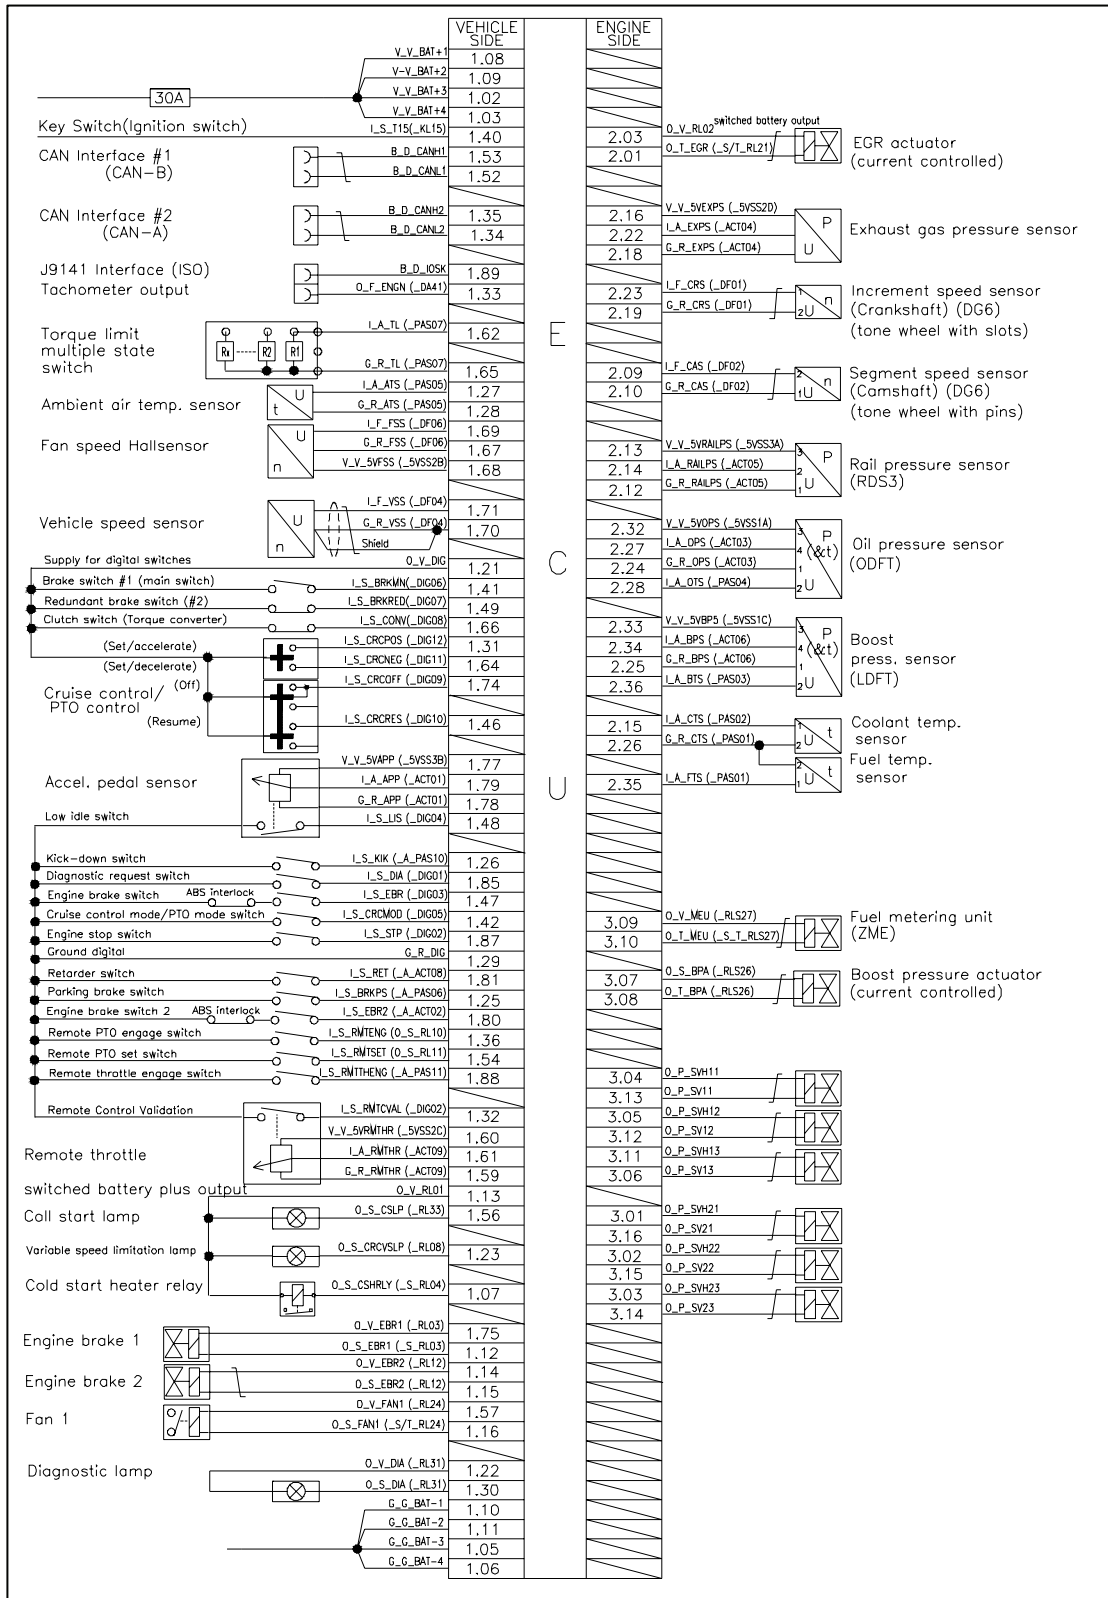 VEHICLE SIDE
ENGINE SIDE
E
C
U
30A
V_V_BAT+1 1.08
V-V_BAT+2 1.09
V_V_BAT+3 1.02
V_V_BAT+4 1.03
Key Switch(Ignition switch) I_S_T15(_KL15) 1.40
CAN Interface #1
(CAN-B)
B_D_CANH1 1.53
B_D_CANL1 1.52
CAN Interface #2
(CAN-A)
B_D_CANH2 1.35
B_D_CANL2 1.34
J9141 Interface (ISO) B_D_IOSK 1.89
Tachometer output O_F_ENGN (_DA41) 1.33
Torque limit
multiple state
switch
Rx R2 R1
I_A_TL (_PAS07) 1.62
G_R_TL (_PAS07) 1.65
Ambient air temp. sensor
U t
I_A_ATS (_PAS05) 1.27
G_R_ATS (_PAS05) 1.28
Fan speed Hallsensor
U n
I_F_FSS (_DF06) 1.69
G_R_FSS (_DF06) 1.67
V_V_5VFSS (_5VSS2B) 1.68
Vehicle speed sensor
U n
I_F_VSS (_DF04) 1.71
G_R_VSS (_DF04) 1.70
Shield
Supply for digital switches O_V_DIG 1.21
Brake switch #1 (main switch) I_S_BRKMN(_DIG06) 1.41
Redundant brake switch (#2) I_S_BRKRED(_DIG07) 1.49
Clutch switch (Torque converter) I_S_CONV(_DIG08) 1.66
(Set/accelerate) I_S_CRCPOS (_DIG12) 1.31
(Set/decelerate) I_S_CRCNEG (_DIG11) 1.64
(Off) I_S_CRCOFF (_DIG09) 1.74
Cruise control/
PTO control
(Resume) I_S_CRCRES (_DIG10) 1.46
Accel. pedal sensor
V_V_5VAPP (_5VSS3B) 1.77
I_A_APP (_ACT01) 1.79
G_R_APP (_ACT01) 1.78
Low idle switch I_S_LIS (_DIG04) 1.48
Kick-down switch I_S_KIK (_A_PAS10) 1.26
Diagnostic request switch I_S_DIA (_DIG01) 1.85
Engine brake switch ABS interlock I_S_EBR (_DIG03) 1.47
Cruise control mode/PTO mode switch I_S_CRCMOD (_DIG05) 1.42
Engine stop switch I_S_STP (_DIG02) 1.87
Ground digital G_R_DIG 1.29
Retarder switch I_S_RET (_A_ACT08) 1.81
Parking brake switch I_S_BRKPS (_A_PAS06) 1.25
Engine brake switch 2 ABS interlock I_S_EBR2 (_A_ACT02) 1.80
Remote PTO engage switch I_S_RMTENG (O_S_RL10) 1.36
Remote PTO set switch I_S_RMTSET (O_S_RL11) 1.54
Remote throttle engage switch I_S_RMTTHENG (_A_PAS11) 1.88
Remote Control Validation I_S_RMTCVAL (_DIG02) 1.32
Remote throttle
V_V_5VRMTHR (_5VSS2C) 1.60
I_A_RMTHR (_ACT09) 1.61
G_R_RMTHR (_ACT09) 1.59
switched battery plus output O_V_RL01 1.13
Coll start lamp O_S_CSLP (_RL33) 1.56
Variable speed limitation lamp O_S_CRCVSLP (_RL08) 1.23
Cold start heater relay O_S_CSHRLY (_S_RL04) 1.07
Engine brake 1
O_V_EBR1 (_RL03) 1.75
O_S_EBR1 (_S_RL03) 1.12
Engine brake 2
O_V_EBR2 (_RL12) 1.14
O_S_EBR2 (_RL12) 1.15
Fan 1
O_V_FAN1 (_RL24) 1.57
O_S_FAN1 (_S/T_RL24) 1.16
Diagnostic lamp
O_V_DIA (_RL31) 1.22
O_S_DIA (_RL31) 1.30
G_G_BAT-1 1.10
G_G_BAT-2 1.11
G_G_BAT-3 1.05
G_G_BAT-4 1.06
switched battery output
2.03 O_V_RL02
2.01 O_T_EGR (_S/T_RL21)
EGR actuator
(current controlled)
2.16 V_V_5VEXPS (_5VSS2D)
2.22 I_A_EXPS (_ACT04)
2.18 G_R_EXPS (_ACT04)
P U
Exhaust gas pressure sensor
2.23 I_F_CRS (_DF01) 1
2.19 G_R_CRS (_DF01) 2
U n
Increment speed sensor
(Crankshaft) (DG6)
(tone wheel with slots)
2.09 I_F_CAS (_DF02) 2
2.10 G_R_CAS (_DF02) 1
U n
Segment speed sensor
(Camshaft) (DG6)
(tone wheel with pins)
2.13 V_V_5VRAILPS (_5VSS3A) 3
2.14 I_A_RAILPS (_ACT05) 2
2.12 G_R_RAILPS (_ACT05) 1
P U
Rail pressure sensor
(RDS3)
2.32 V_V_5VOPS (_5VSS1A) 3
2.27 I_A_OPS (_ACT03) 4
2.24 G_R_OPS (_ACT03) 1
2.28 I_A_OTS (_PAS04) 2
P (&t) U
Oil pressure sensor
(ODFT)
2.33 V_V_5VBP5 (_5VSS1C) 3
2.34 I_A_BPS (_ACT06) 4
2.25 G_R_BPS (_ACT06) 1
2.36 I_A_BTS (_PAS03) 2
P (&t) U
Boost
press. sensor
(LDFT)
2.15 I_A_CTS (_PAS02) 1
2.26 G_R_CTS (_PAS01) 2
U t
Coolant temp.
sensor
2
2.35 I_A_FTS (_PAS01) 1
U t
Fuel temp.
sensor
3.09 O_V_MEU (_RLS27)
3.10 O_T_MEU (_S_T_RLS27)
Fuel metering unit
(ZME)
3.07 O_S_BPA (_RLS26)
3.08 O_T_BPA (_RLS26)
Boost pressure actuator
(current controlled)
3.04 O_P_SVH11
3.13 O_P_SV11
3.05 O_P_SVH12
3.12 O_P_SV12
3.11 O_P_SVH13
3.06 O_P_SV13
3.01 O_P_SVH21
3.16 O_P_SV21
3.02 O_P_SVH22
3.15 O_P_SV22
3.03 O_P_SVH23
3.14 O_P_SV23